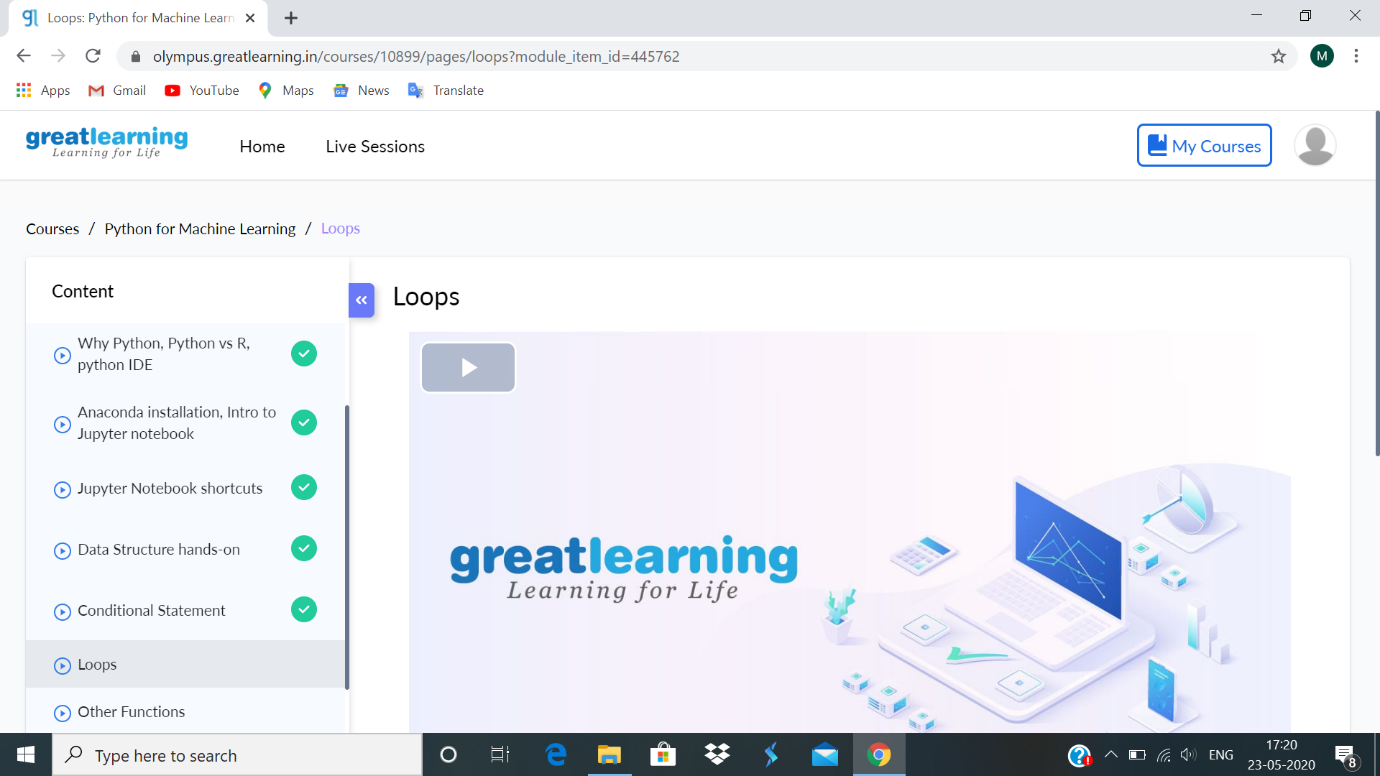 gl Loops: Python for Machine Learn
olympus.greatlearning.in/courses/10899/pages/loops?module_item_id=445762
M
Apps Gmail YouTube Maps News Translate
greatlearning
Learning for Life
Home Live Sessions My Courses
Courses / Python for Machine Learning / Loops
Content
«
Loops
Why Python, Python vs R,
python IDE
Anaconda installation, Intro to
Jupyter notebook
Jupyter Notebook shortcuts
Data Structure hands-on
Conditional Statement
Loops
Other Functions
greatlearning
Learning for Life
Type here to search
ENG
17:20
23-05-2020
8